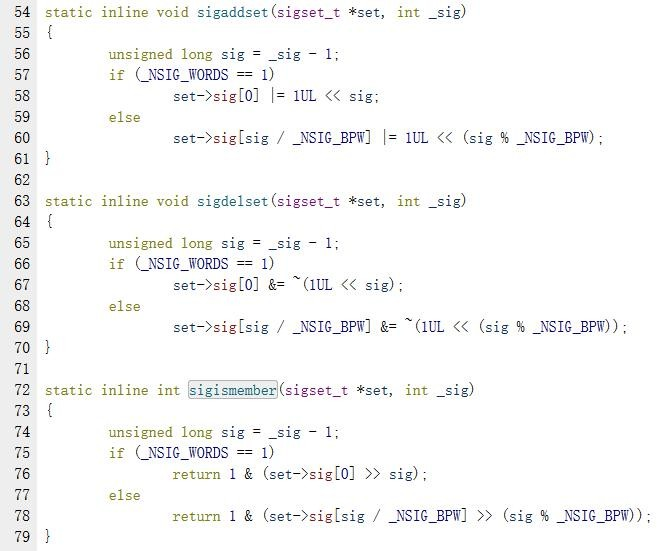 54 static inline void sigaddset(sigset_t *set, int _sig)
55 {
56 unsigned long sig = _sig - 1;
57 if (_NSIG_WORDS == 1)
58 set->sig[0] |= 1UL << sig;
59 else
60 set->sig[sig / _NSIG_BPW] |= 1UL << (sig % _NSIG_BPW);
61 }
62
63 static inline void sigdelset(sigset_t *set, int _sig)
64 {
65 unsigned long sig = _sig - 1;
66 if (_NSIG_WORDS == 1)
67 set->sig[0] &= ~(1UL << sig);
68 else
69 set->sig[sig / _NSIG_BPW] &= ~(1UL << (sig % _NSIG_BPW));
70 }
71
72 static inline int sigismember(sigset_t *set, int _sig)
73 {
74 unsigned long sig = _sig - 1;
75 if (_NSIG_WORDS == 1)
76 return 1 & (set->sig[0] >> sig);
77 else
78 return 1 & (set->sig[sig / _NSIG_BPW] >> (sig % _NSIG_BPW));
79 }